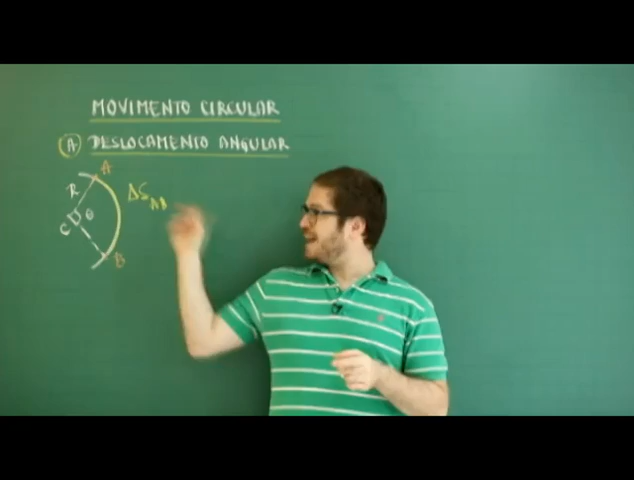 MOVIMENTO CIRCULAR
A DESLOCAMENTO ANGULAR
A
R
ΔS AB
θ
C
B